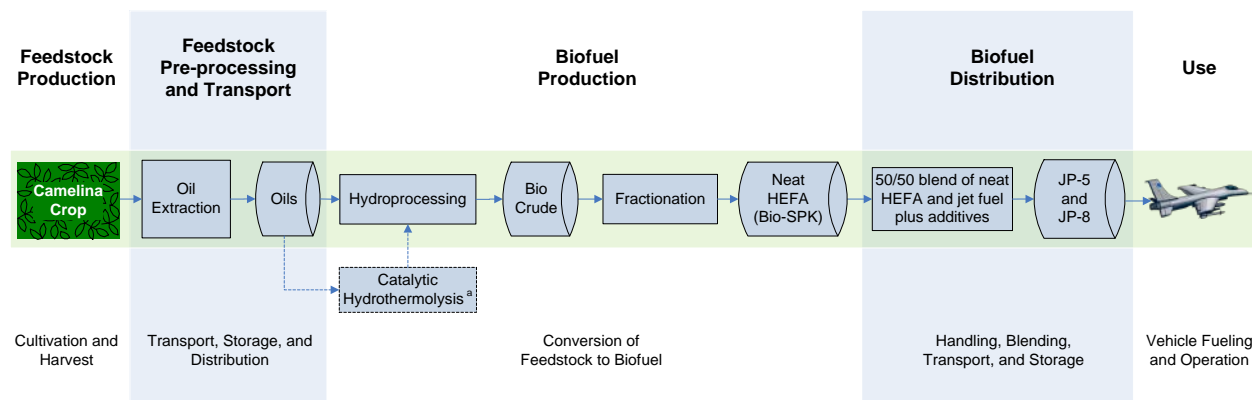 Feedstock
Production
Feedstock
Pre-processing
and Transport
Biofuel
Production
Biofuel
Distribution
Use
Camelina
Crop
Oil
Extraction
Oils
Hydroprocessing
Bio
Crude
Fractionation
Neat
HEFA
(Bio-SPK)
50/50 blend of neat
HEFA and jet fuel
plus additives
JP-5
and
JP-8
Catalytic
Hydrothermolysis a
Cultivation and
Harvest
Transport, Storage, and
Distribution
Conversion of
Feedstock to Biofuel
Handling, Blending,
Transport, and Storage
Vehicle Fueling
and Operation